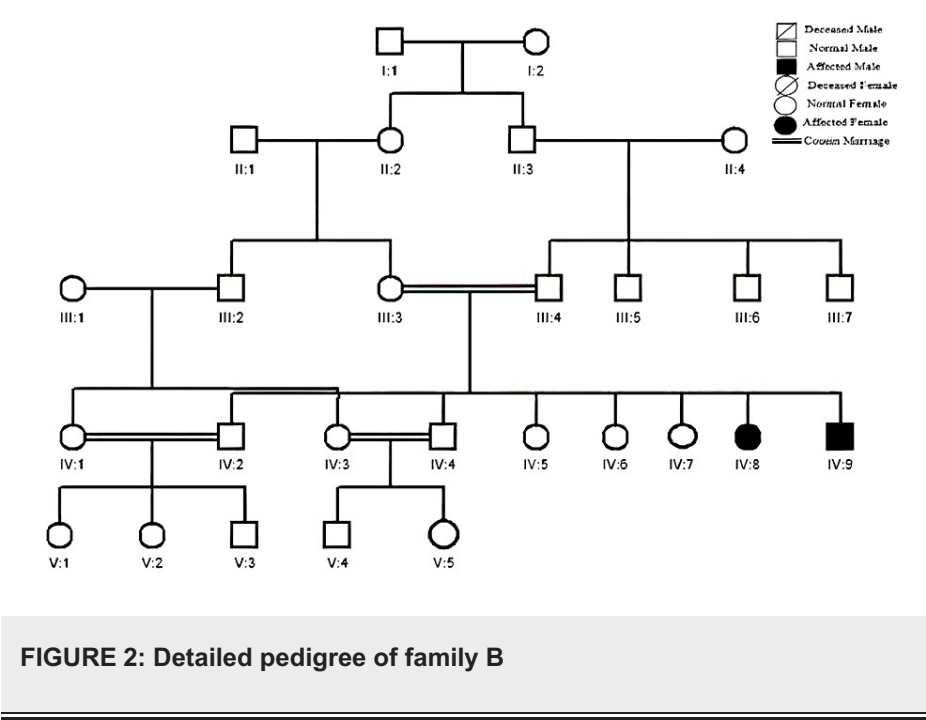 Deceased Male
Normal Male
Affected Male
Deceased Female
Normal Female
Affected Female
Cousin Marriage
I:1 I:2
II:1 II:2 II:3 II:4
III:1 III:2 III:3 III:4 III:5 III:6 III:7
IV:1 IV:2 IV:3 IV:4 IV:5 IV:6 IV:7 IV:8 IV:9
V:1 V:2 V:3 V:4 V:5
FIGURE 2: Detailed pedigree of family B